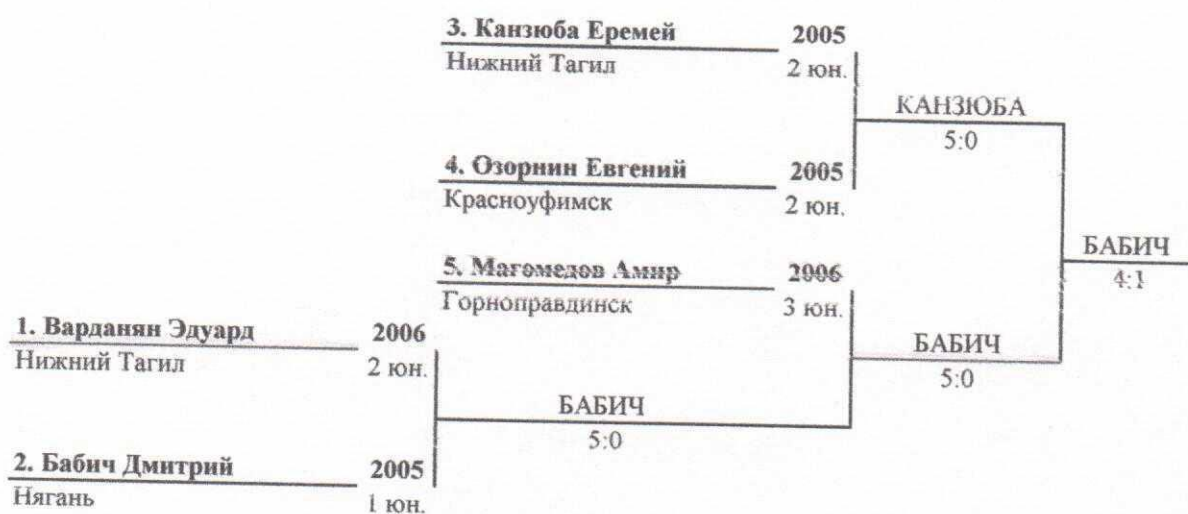 3. Канзюба Еремей 2005
Нижний Тагил 2 юн.
КАНЗЮБА
5:0
4. Озорнин Евгений 2005
Красноуфимск 2 юн.
БАБИЧ
4:1
5. Магомедов Амир 2006
Горноправдинск 3 юн.
1. Варданян Эдуард 2006
Нижний Тагил 2 юн.
БАБИЧ
5:0
БАБИЧ
5:0
2. Бабич Дмитрий 2005
Нягань 1 юн.